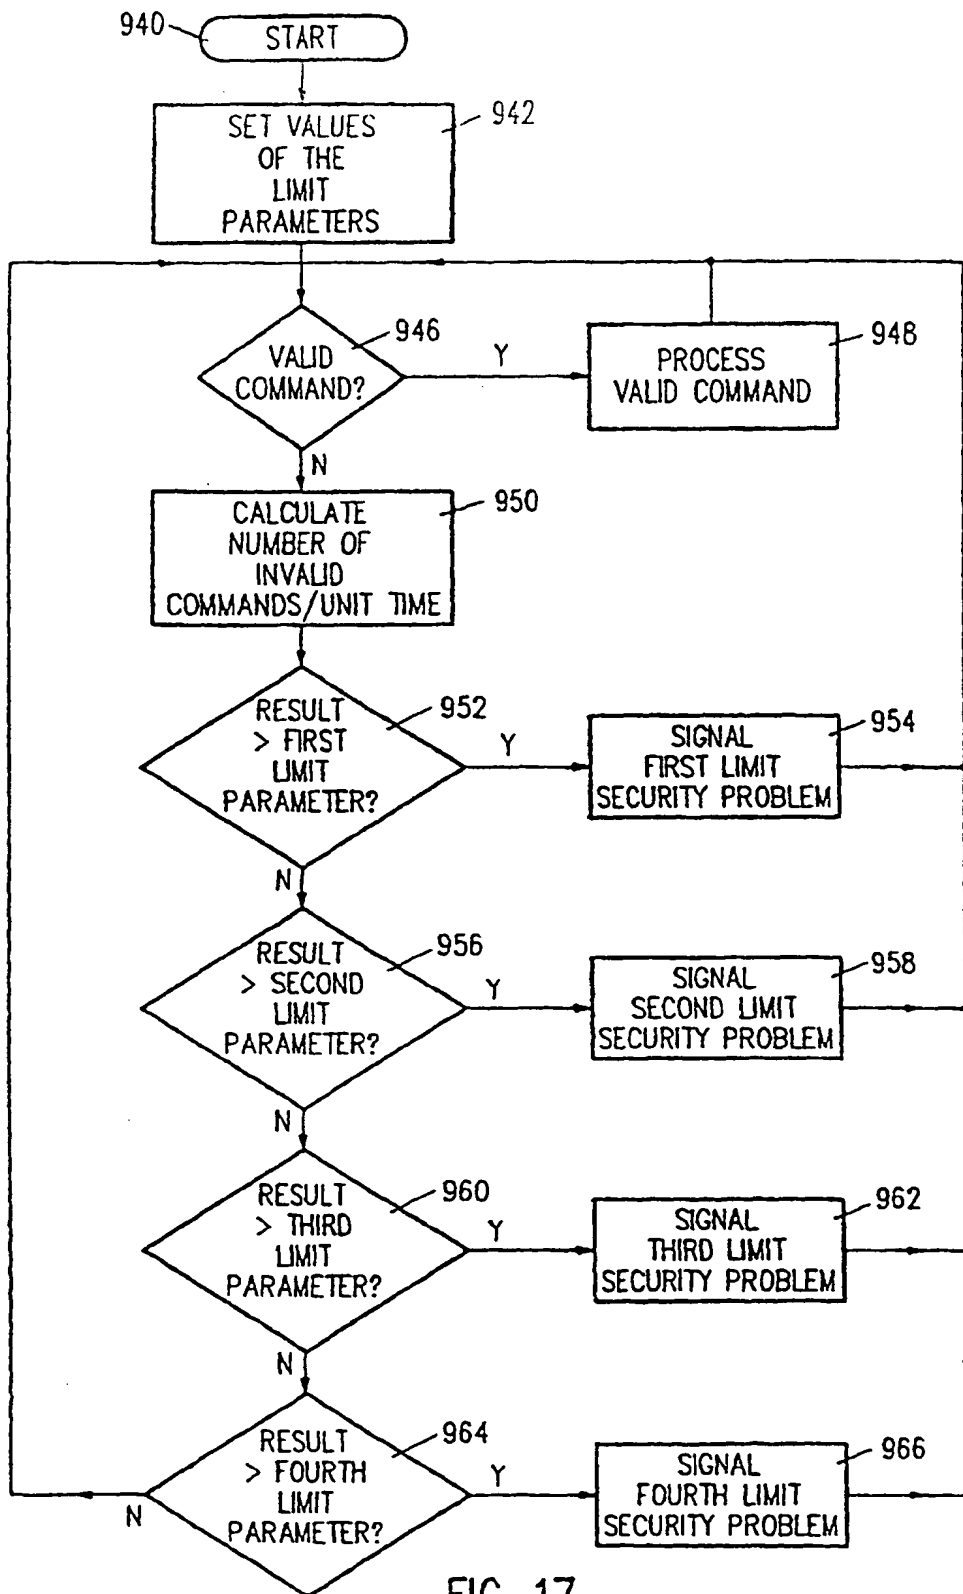 940
START
942
SET VALUES
OF THE
LIMIT
PARAMETERS
946
VALID
COMMAND?
Y
948
PROCESS
VALID COMMAND
N
950
CALCULATE
NUMBER OF
INVALID
COMMANDS/UNIT TIME
952
RESULT
> FIRST
LIMIT
PARAMETER?
Y
954
SIGNAL
FIRST LIMIT
SECURITY PROBLEM
N
956
RESULT
> SECOND
LIMIT
PARAMETER?
Y
958
SIGNAL
SECOND LIMIT
SECURITY PROBLEM
N
960
RESULT
> THIRD
LIMIT
PARAMETER?
Y
962
SIGNAL
THIRD LIMIT
SECURITY PROBLEM
N
964
RESULT
> FOURTH
LIMIT
PARAMETER?
N
Y
966
SIGNAL
FOURTH LIMIT
SECURITY PROBLEM
FIG. 17